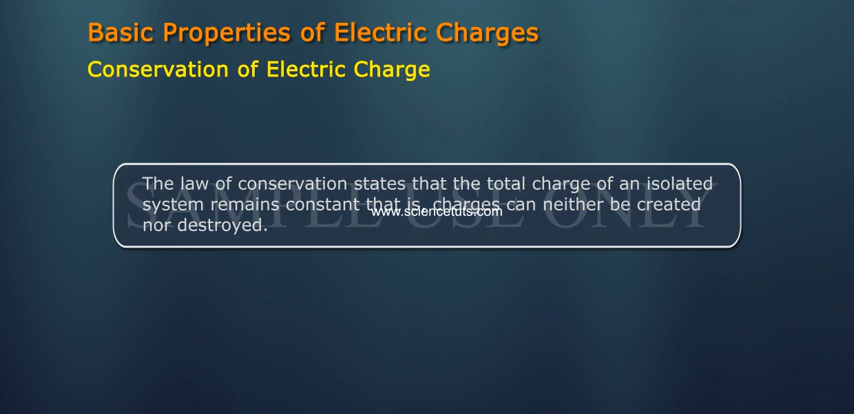 Basic Properties of Electric Charges
Conservation of Electric Charge
The law of conservation states that the total charge of an isolated
system remains constant that is, charges can neither be created
nor destroyed.
SAMPLE USE ONLY
www.sciencetuts.com